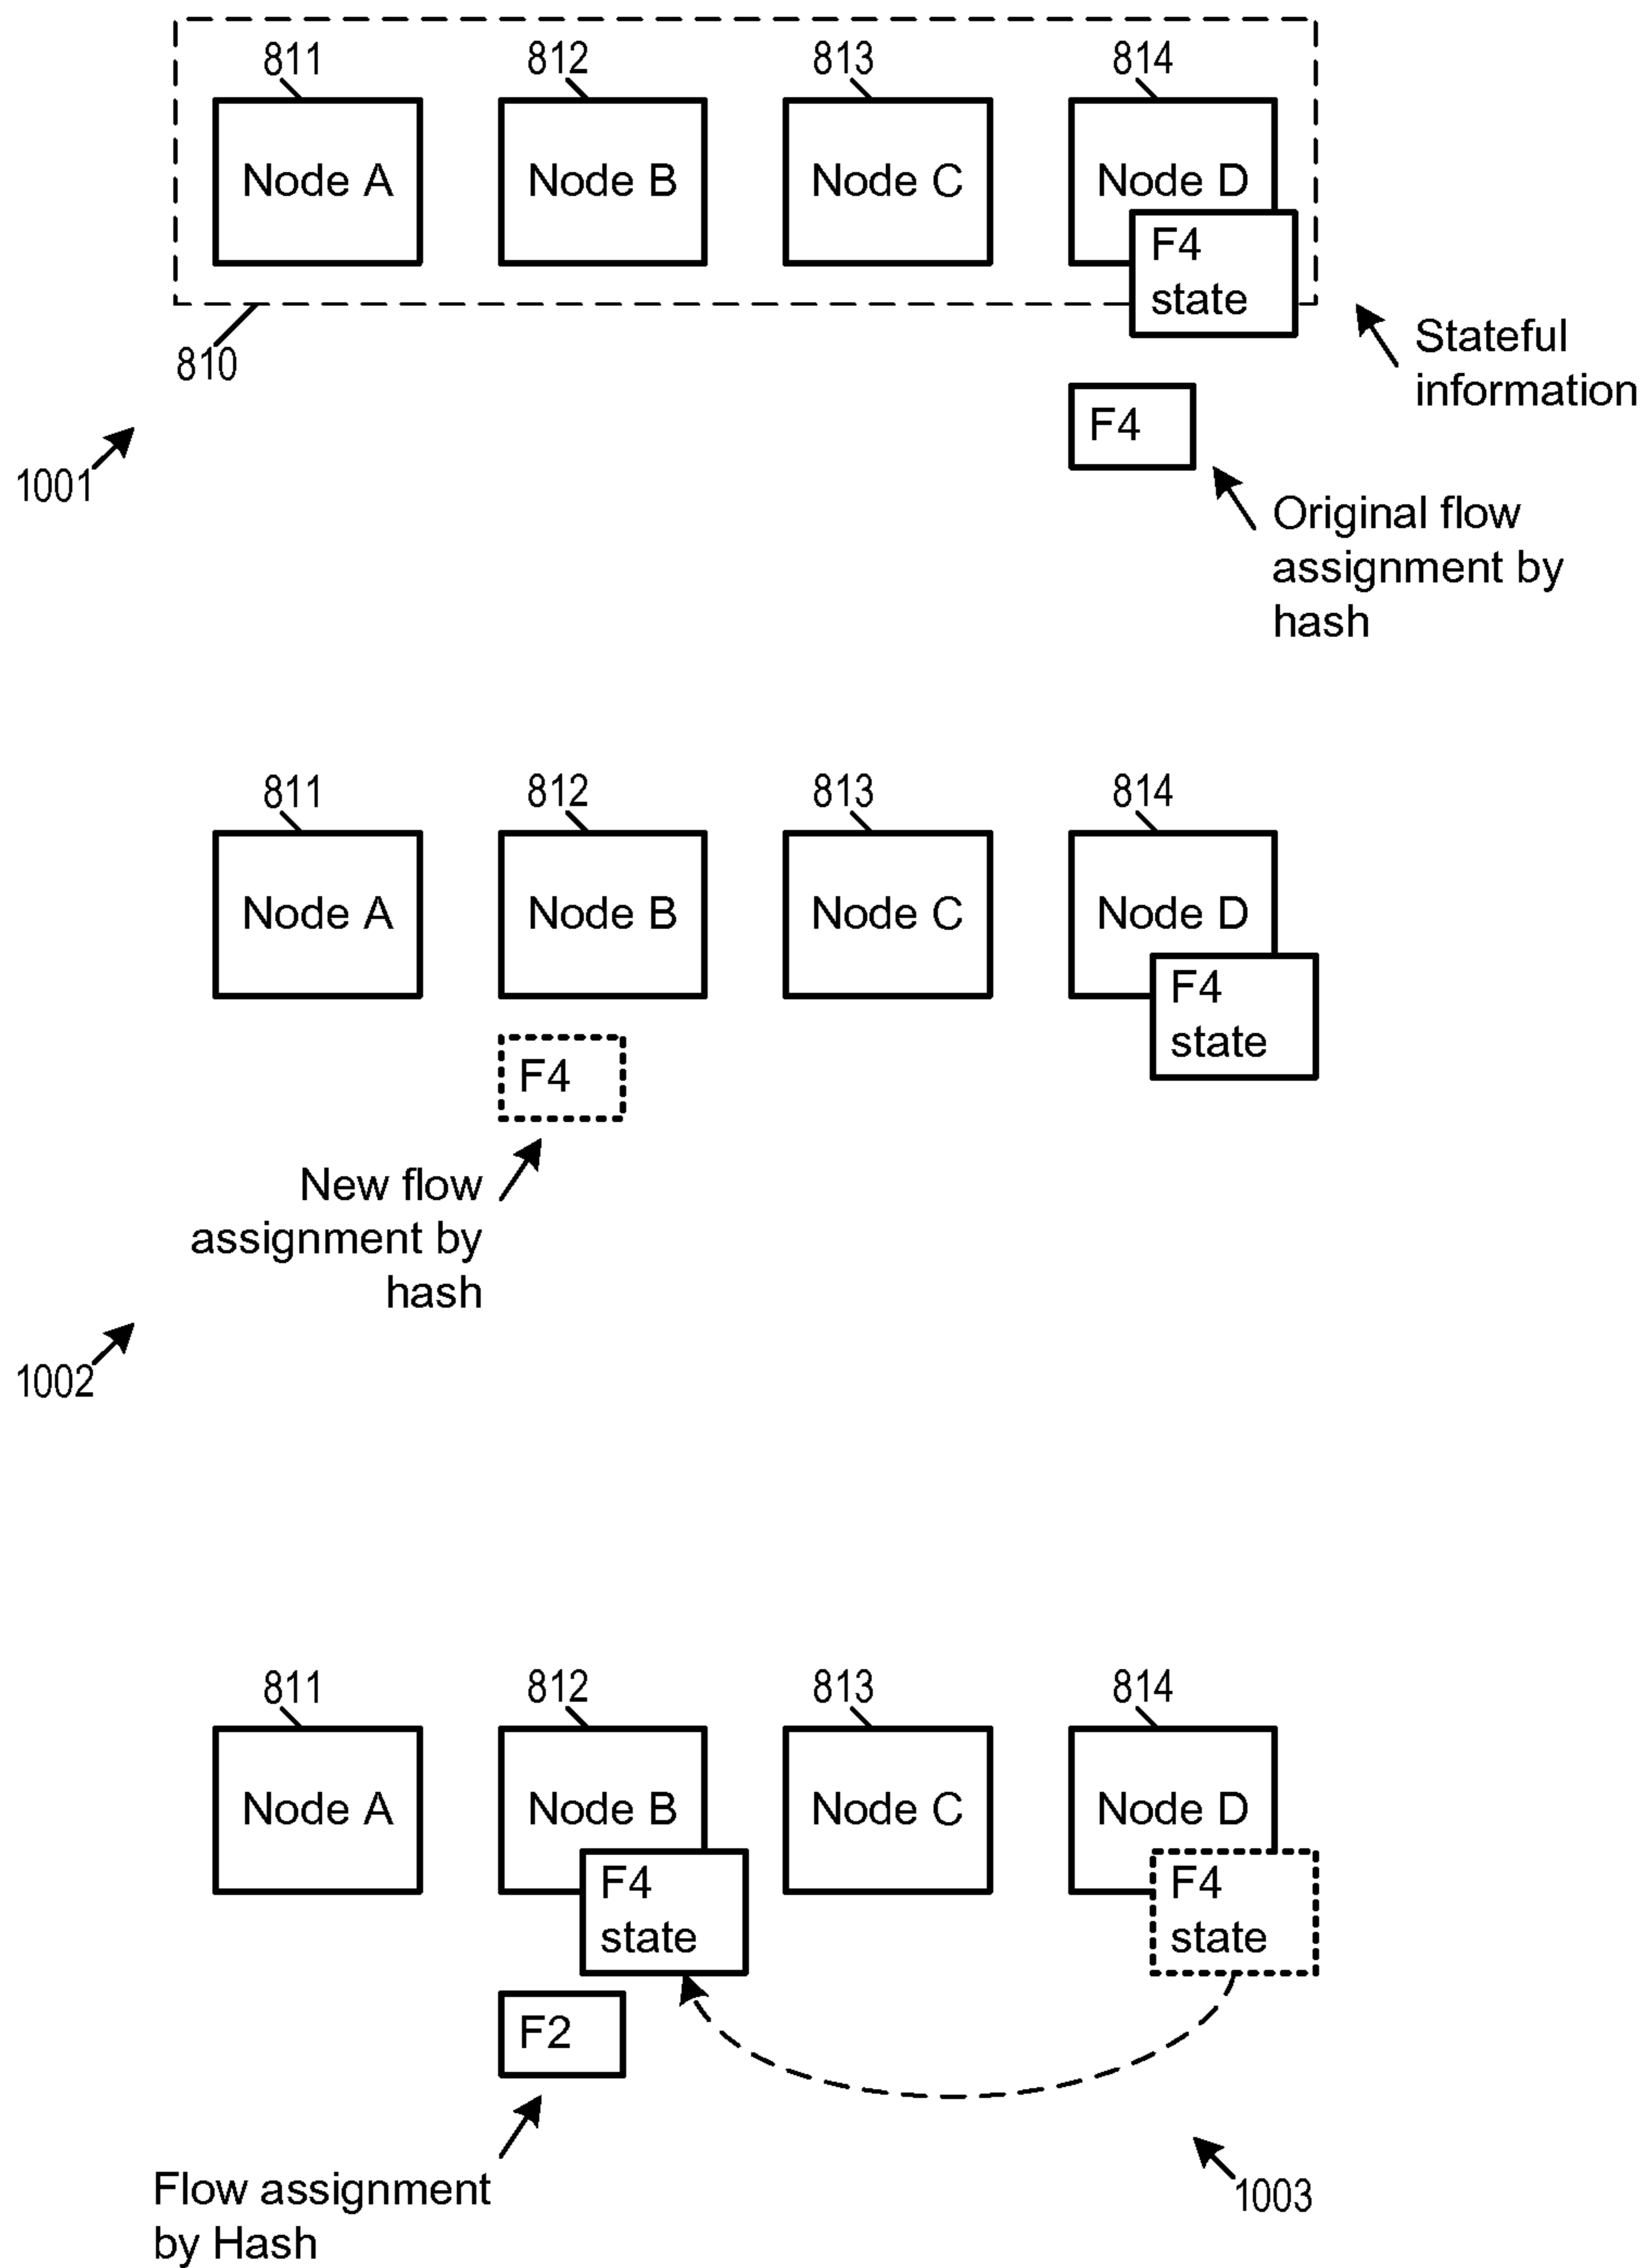 811 812 813 814
Node A Node B Node C Node D
F4
state
810
Stateful
information
F4
1001
Original flow
assignment by
hash
811 812 813 814
Node A Node B Node C Node D
F4
state
F4
New flow
assignment by
hash
1002
811 812 813 814
Node A Node B Node C Node D
F4 F4
state state
F2
Flow assignment
by Hash
1003